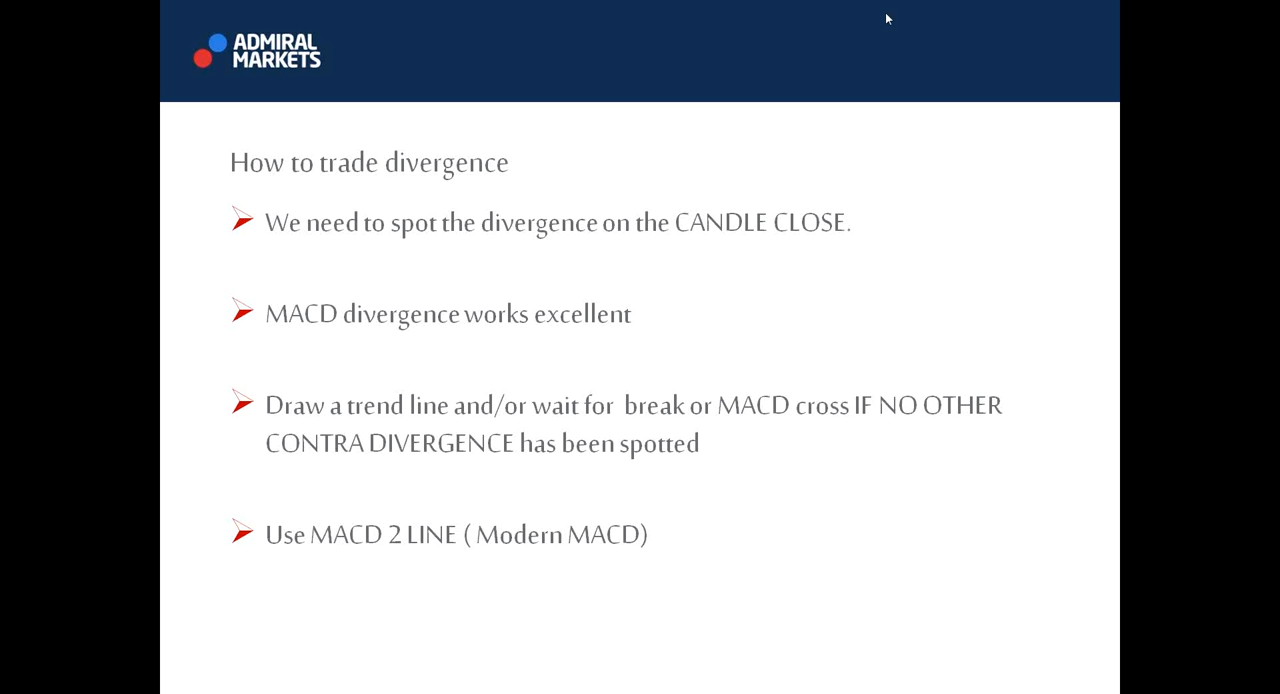 ADMIRAL
MARKETS
How to trade divergence
We need to spot the divergence on the CANDLE CLOSE.
MACD divergence works excellent
Draw a trend line and/or wait for  break or MACD cross IF NO OTHER
CONTRA DIVERGENCE has been spotted
Use MACD 2 LINE ( Modern MACD)